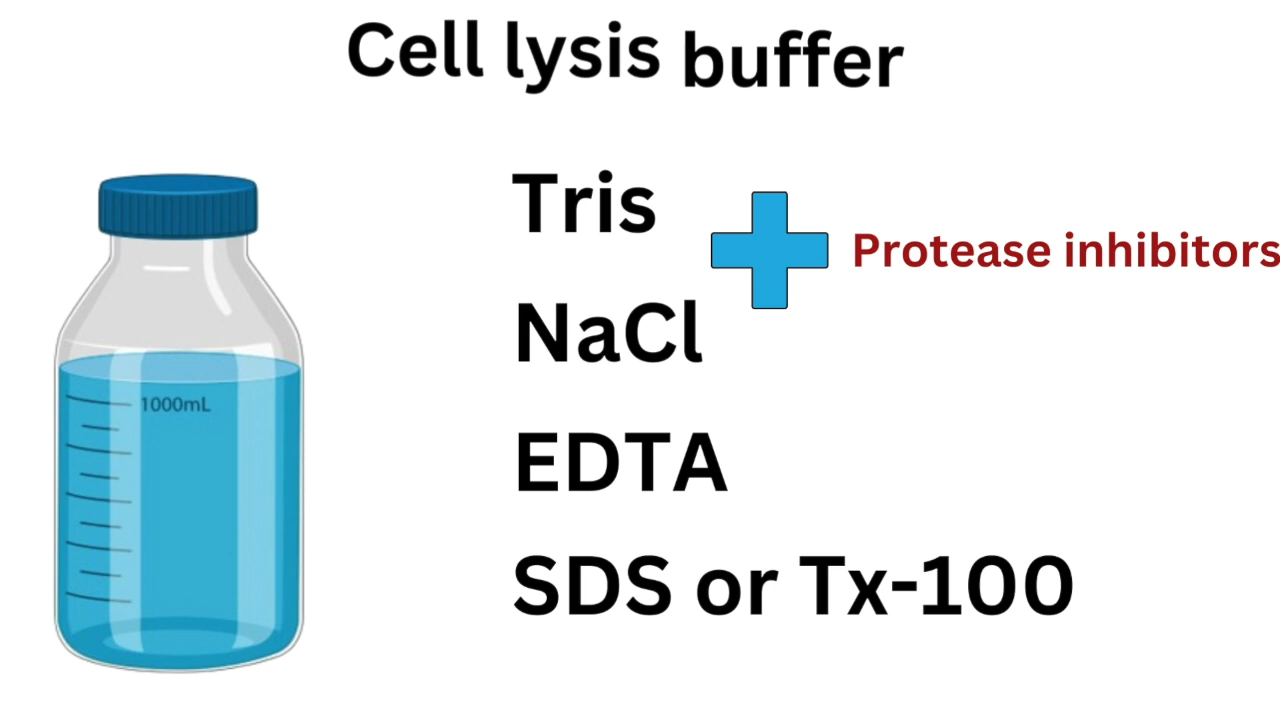 Cell lysis buffer
Tris
Protease inhibitors
NaCl
1000mL
EDTA
SDS or Tx-100